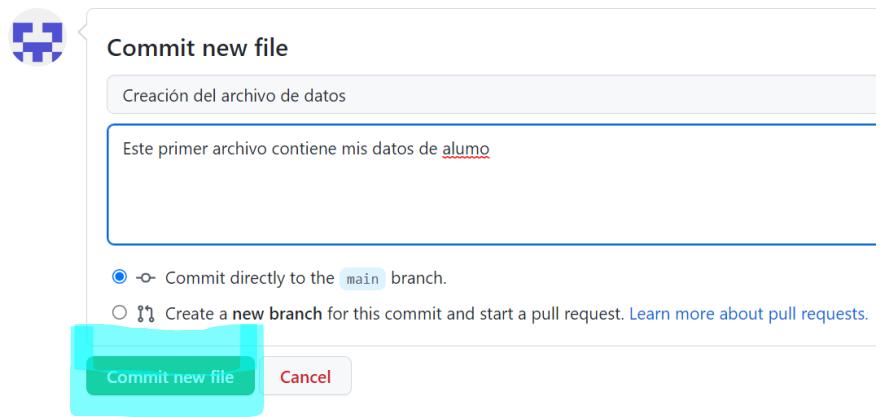 Commit new file
Creación del archivo de datos
Este primer archivo contiene mis datos de alumo
Commit directly to the main branch.
Create a new branch for this commit and start a pull request. Learn more about pull requests.
Commit new file Cancel